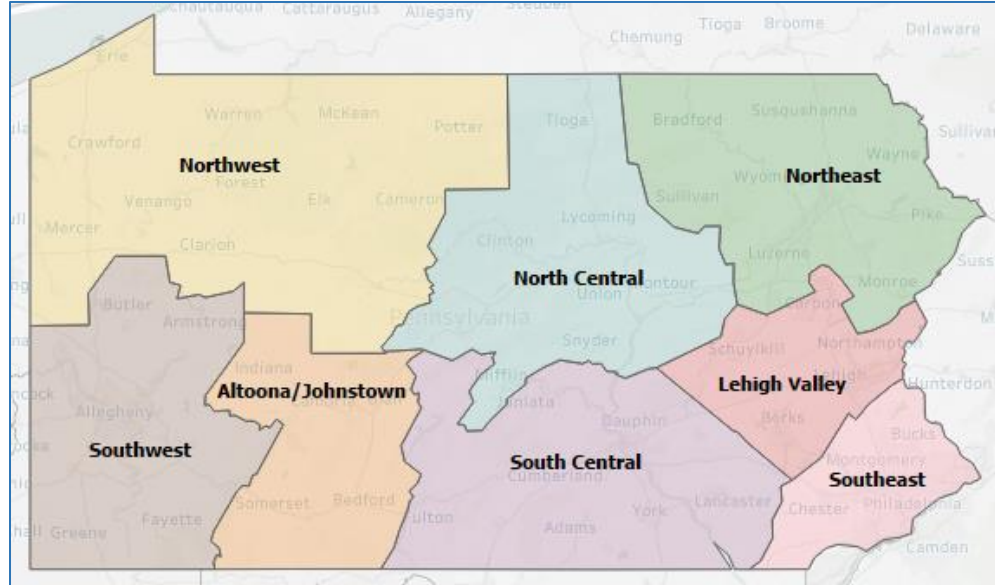 Chautauqua
Cattaraugus
Allegany
Steuben
Chemung
Tioga
Broome
Delaware
Erie
Warren
McKean
Potter
Tioga
Bradford
Susquehanna
Sullivan
Crawford
Wayne
Northwest
Forest
Northeast
Venango
Elk
Cameron
Sullivan
Pike
Mercer
Lycoming
Clarion
Clinton
Luzerne
North Central
Monroe
Union
Butler
Carbon
Armstrong
Pennsylvania
Snyder
Schuylkill
Northampton
Indiana
Altoona/Johnstown
Mifflin
Lehigh Valley
Lehigh
Hunterdon
Allegheny
Juniata
Dauphin
Berks
Bucks
Southwest
South Central
Montgomery
Southeast
Cumberland
Somerset
Bedford
Lancaster
Chester
Philadelphia
Greene
Fayette
York
Adams
Camden